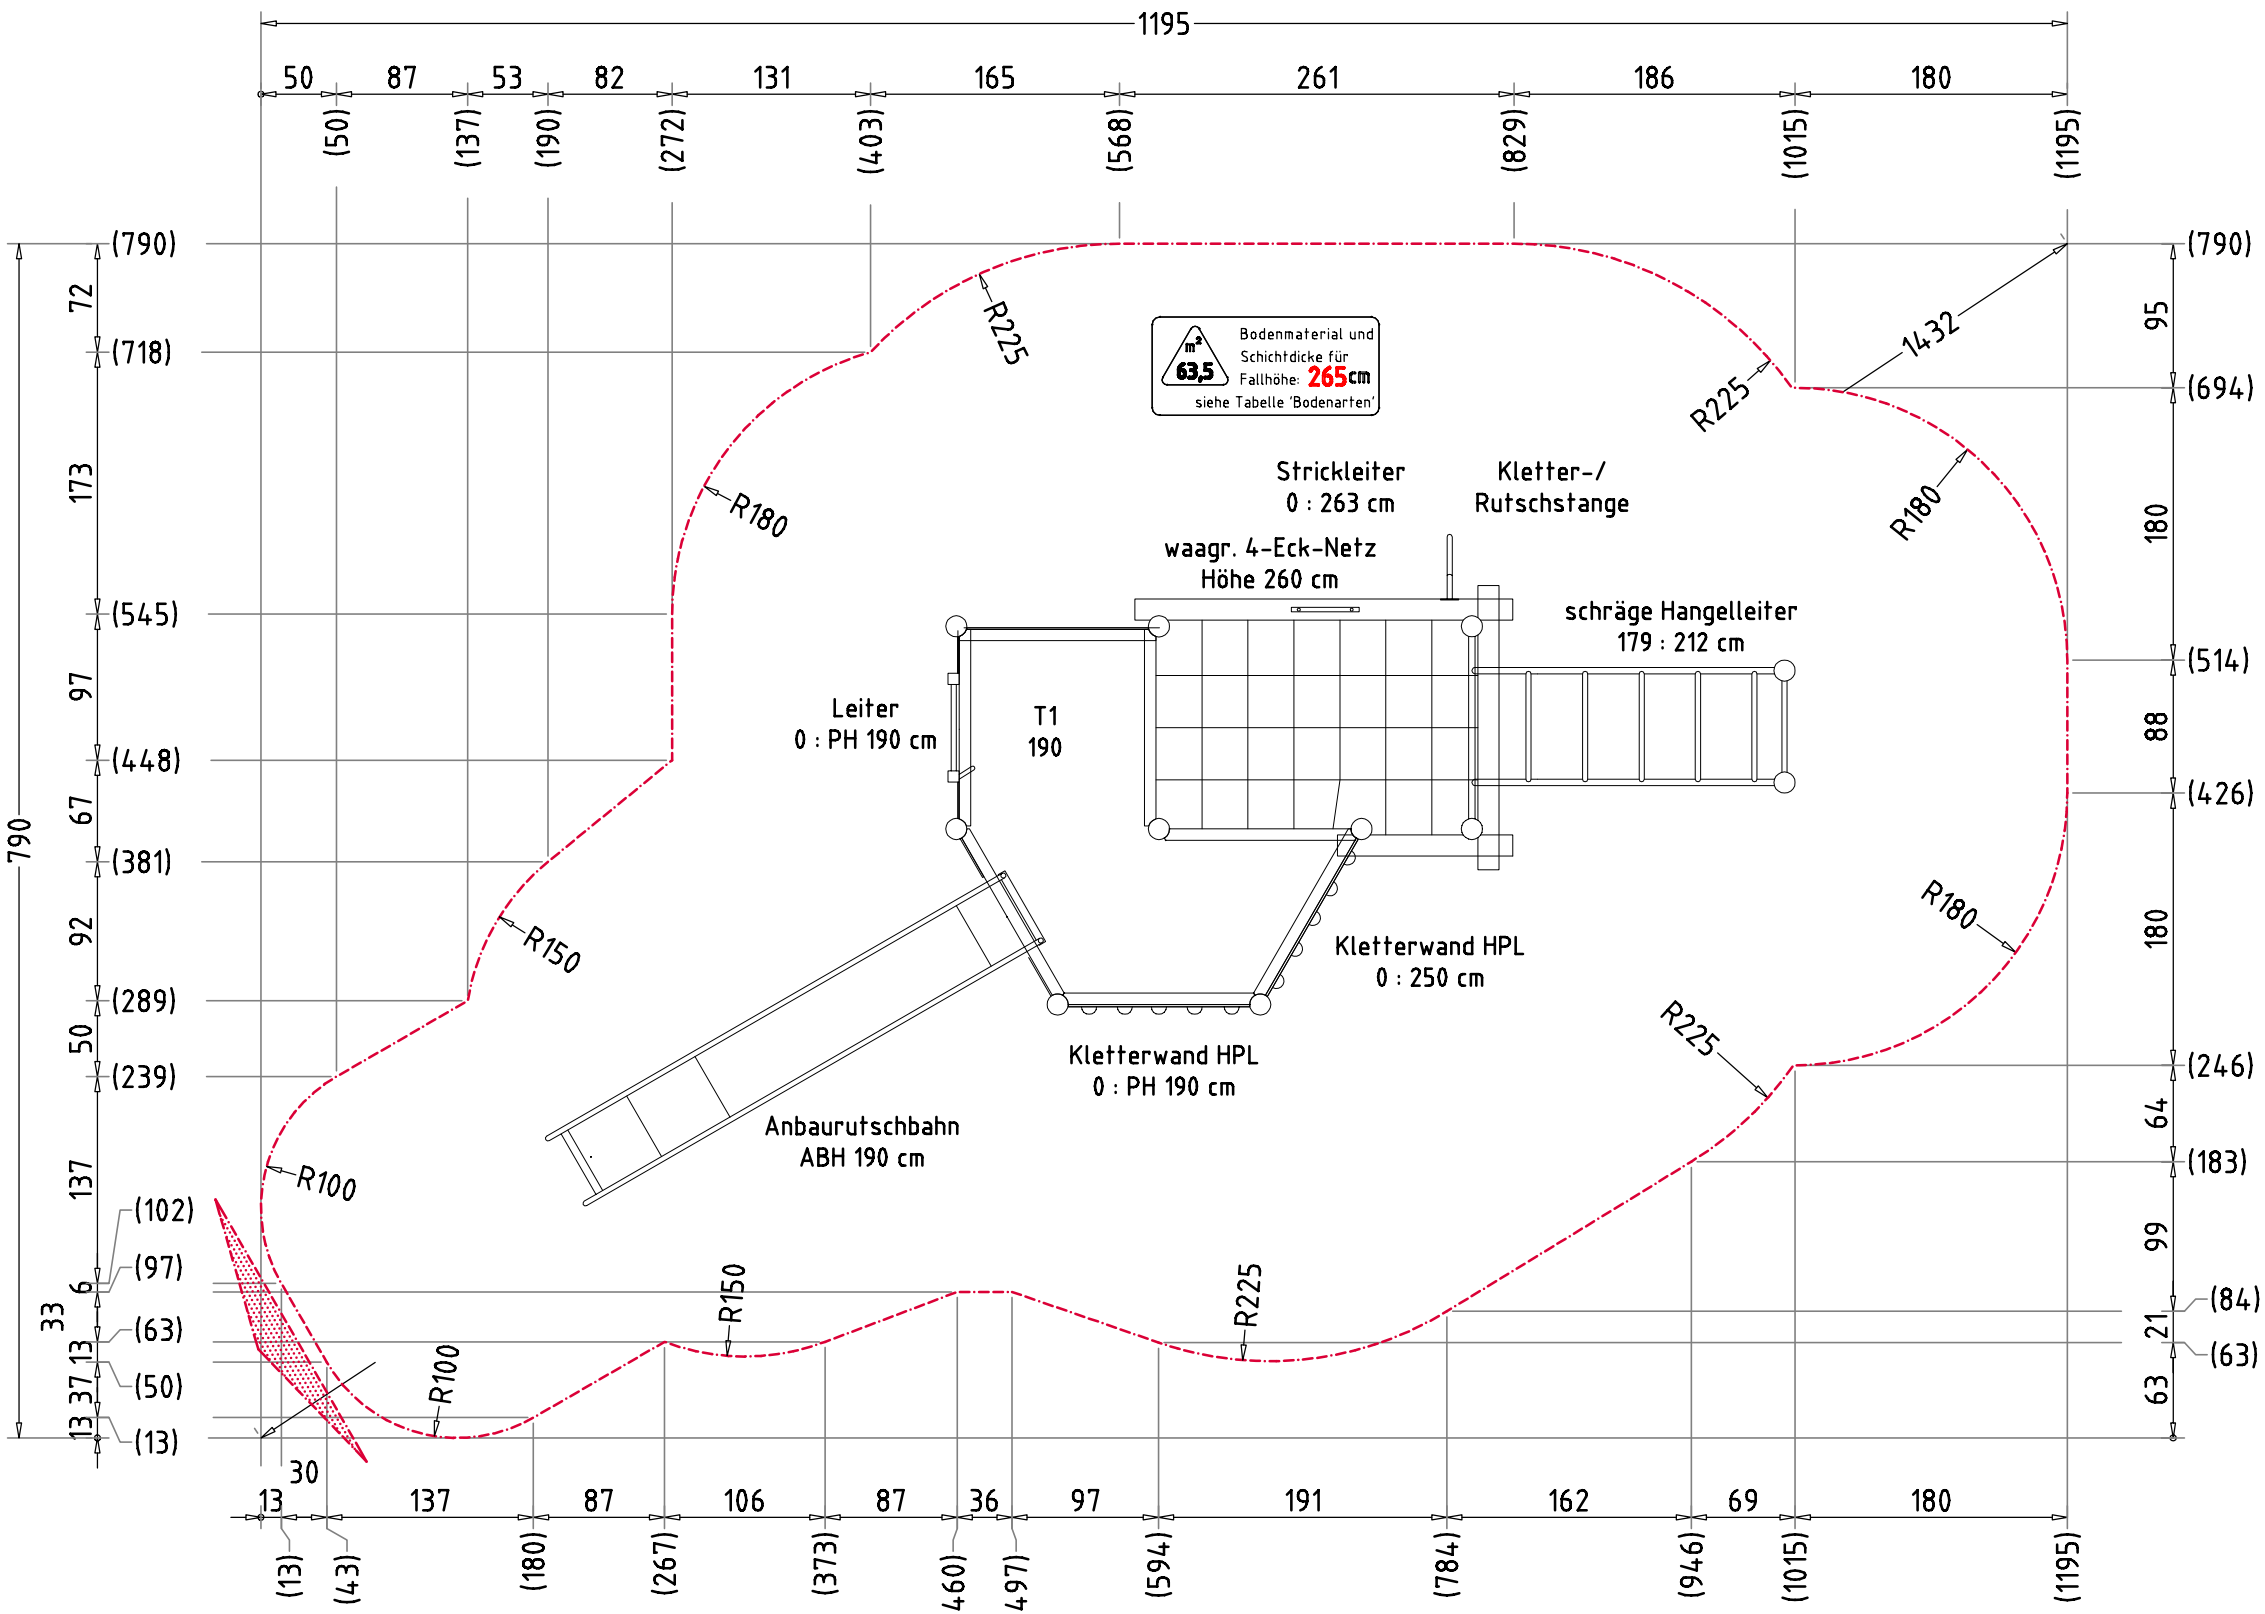 1195
50 87 53 82 131 165 261 186 180
(50) (137) (190) (272) (403) (568) (829) (1015) (1195)
(790)
(790)
72
95
R225
1432
m²
63,5
Bodenmaterial und
Schichtdicke für
Fallhöhe: 265cm
siehe Tabelle 'Bodenarten'
(718)
(694)
R225
173
R180
R180
180
Strickleiter
0 : 263 cm
Kletter-/
Rutschstange
waagr. 4-Eck-Netz
Höhe 260 cm
(545)
schräge Hangelleiter
179 : 212 cm
(514)
97
Leiter
0 : PH 190 cm
T1
190
88
(448)
(426)
67
790
(381)
92
R150
R180
180
Kletterwand HPL
0 : 250 cm
(289)
50
R225
Kletterwand HPL
0 : PH 190 cm
(239)
(246)
64
Anbaurutschbahn
ABH 190 cm
137
R100
(183)
(102)
99
(97)
6
R150
R225
(84)
33
(63)
21
13
(63)
(50)
37
R100
63
13
(13)
30
13 137 87 106 87 36 97 191 162 69 180
(13) (43) (180) (267) (373) 460) 497) (594) (784) (946) (1015) (1195)